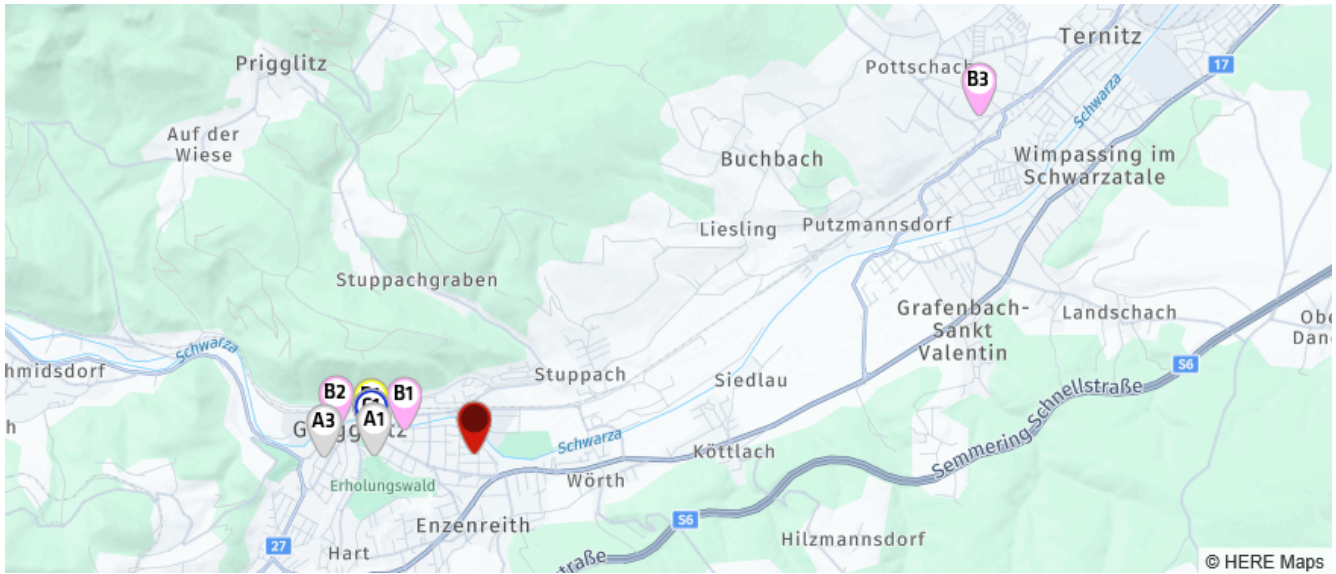 Ternitz
Prigglitz
Pottschach
17
B3
Schwarza
Auf der
Wiese
Buchbach
Wimpassing im
Schwarzatale
Liesling
Putzmannsdorf
Stuppachgraben
Grafenbach-
Sankt
Valentin
Landschach
Schwarza
S6
Stuppach
Siedlau
B2
B1
A3
A1
Schwarza
Köttlach
Semmering Schnellstraße
Erholungswald
Wörth
Enzenreith
S6
27
Hart
Hilzmannsdorf
© HERE Maps